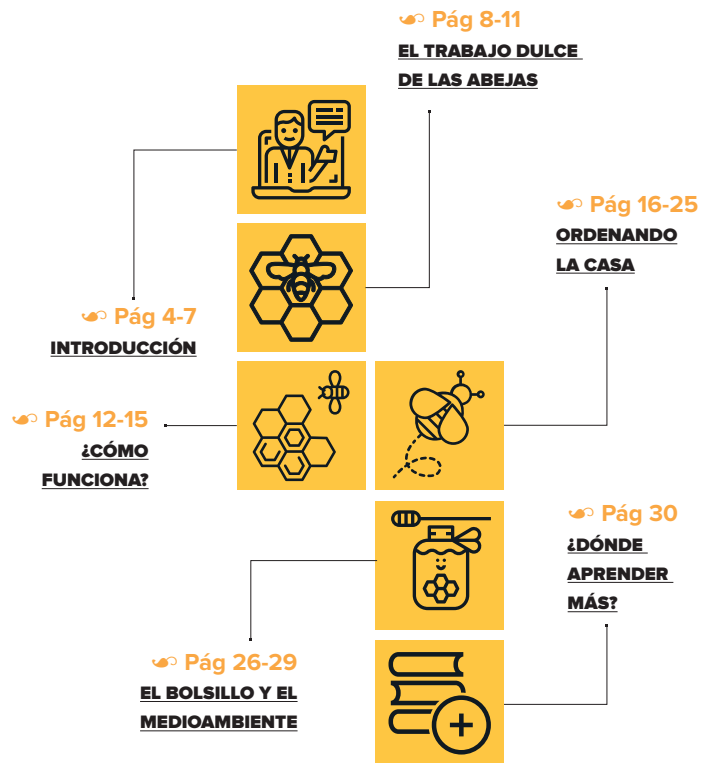 Pág 8-11
EL TRABAJO DULCE
DE LAS ABEJAS
Pág 16-25
ORDENANDO
LA CASA
Pág 4-7
INTRODUCCIÓN
Pág 12-15
¿CÓMO
FUNCIONA?
Pág 30
¿DÓNDE
APRENDER
MÁS?
Pág 26-29
EL BOLSILLO Y EL
MEDIOAMBIENTE